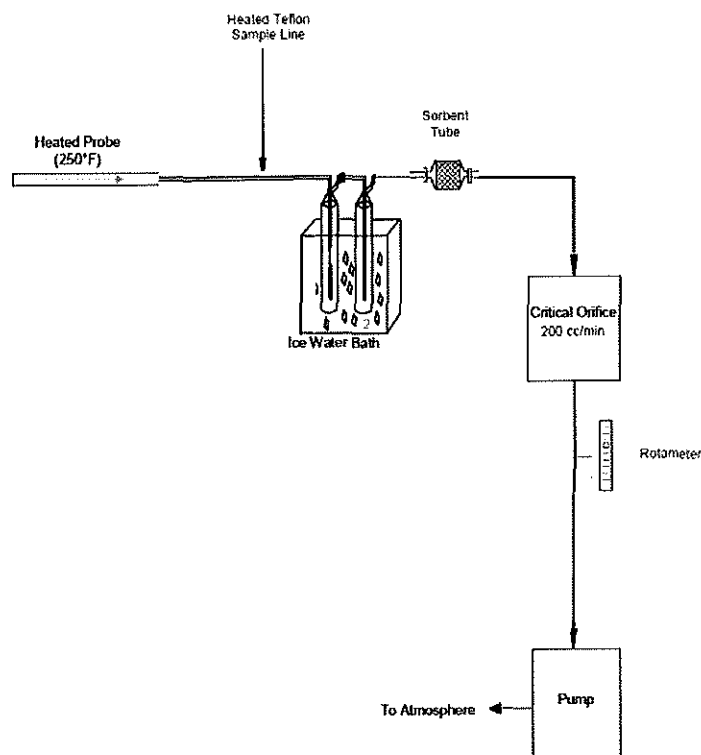 Heated Teflon
Sample Line
Sorbent
Tube
Heated Probe
(250°F)
2
Ice Water Bath
Critical Orifice
200 cc/min
Rotameter
Pump
To Atmosphere